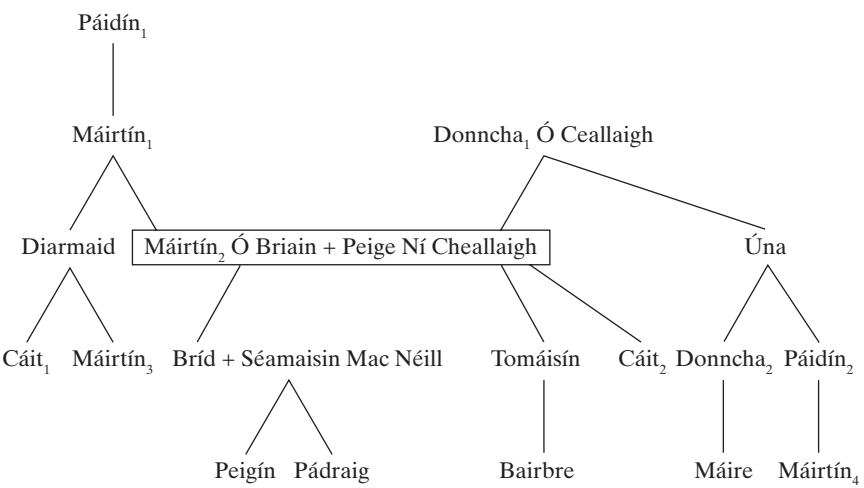 Páidín₁
Máirtín₁ Donncha₁ Ó Ceallaigh
Diarmaid Máirtín₂ Ó Briain + Peige Ní Cheallaigh Úna
Cáit₁ Máirtín₃ Bríd + Séamaisin Mac Néill Tomáisín Cáit₂ Donncha₂ Páidín₂
Peigín Pádraig Bairbre Máire Máirtín₄